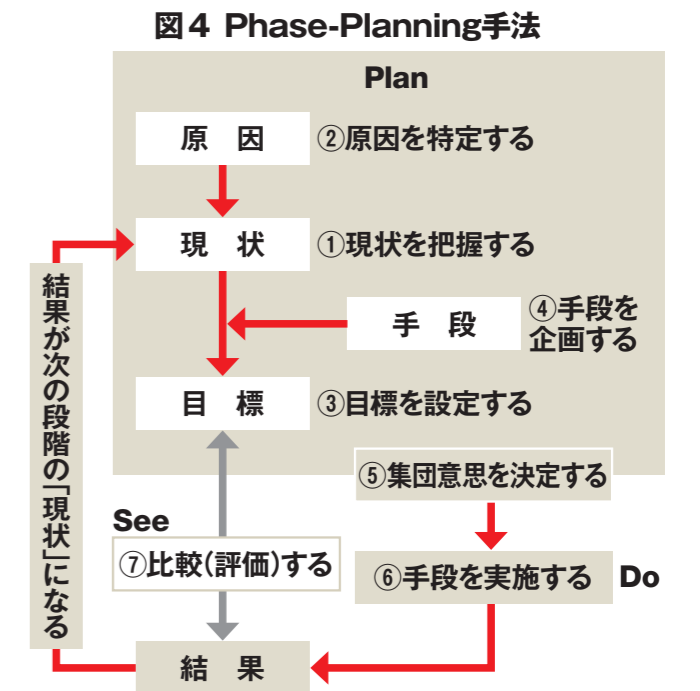 図4 Phase-Planning手法
Plan
原　因
②原因を特定する
現　状
①現状を把握する
手　段
④手段を
企画する
目　標
③目標を設定する
⑤集団意思を決定する
See
⑦比較(評価)する
⑥手段を実施する
Do
結　果
結果が次の段階の「現状」になる